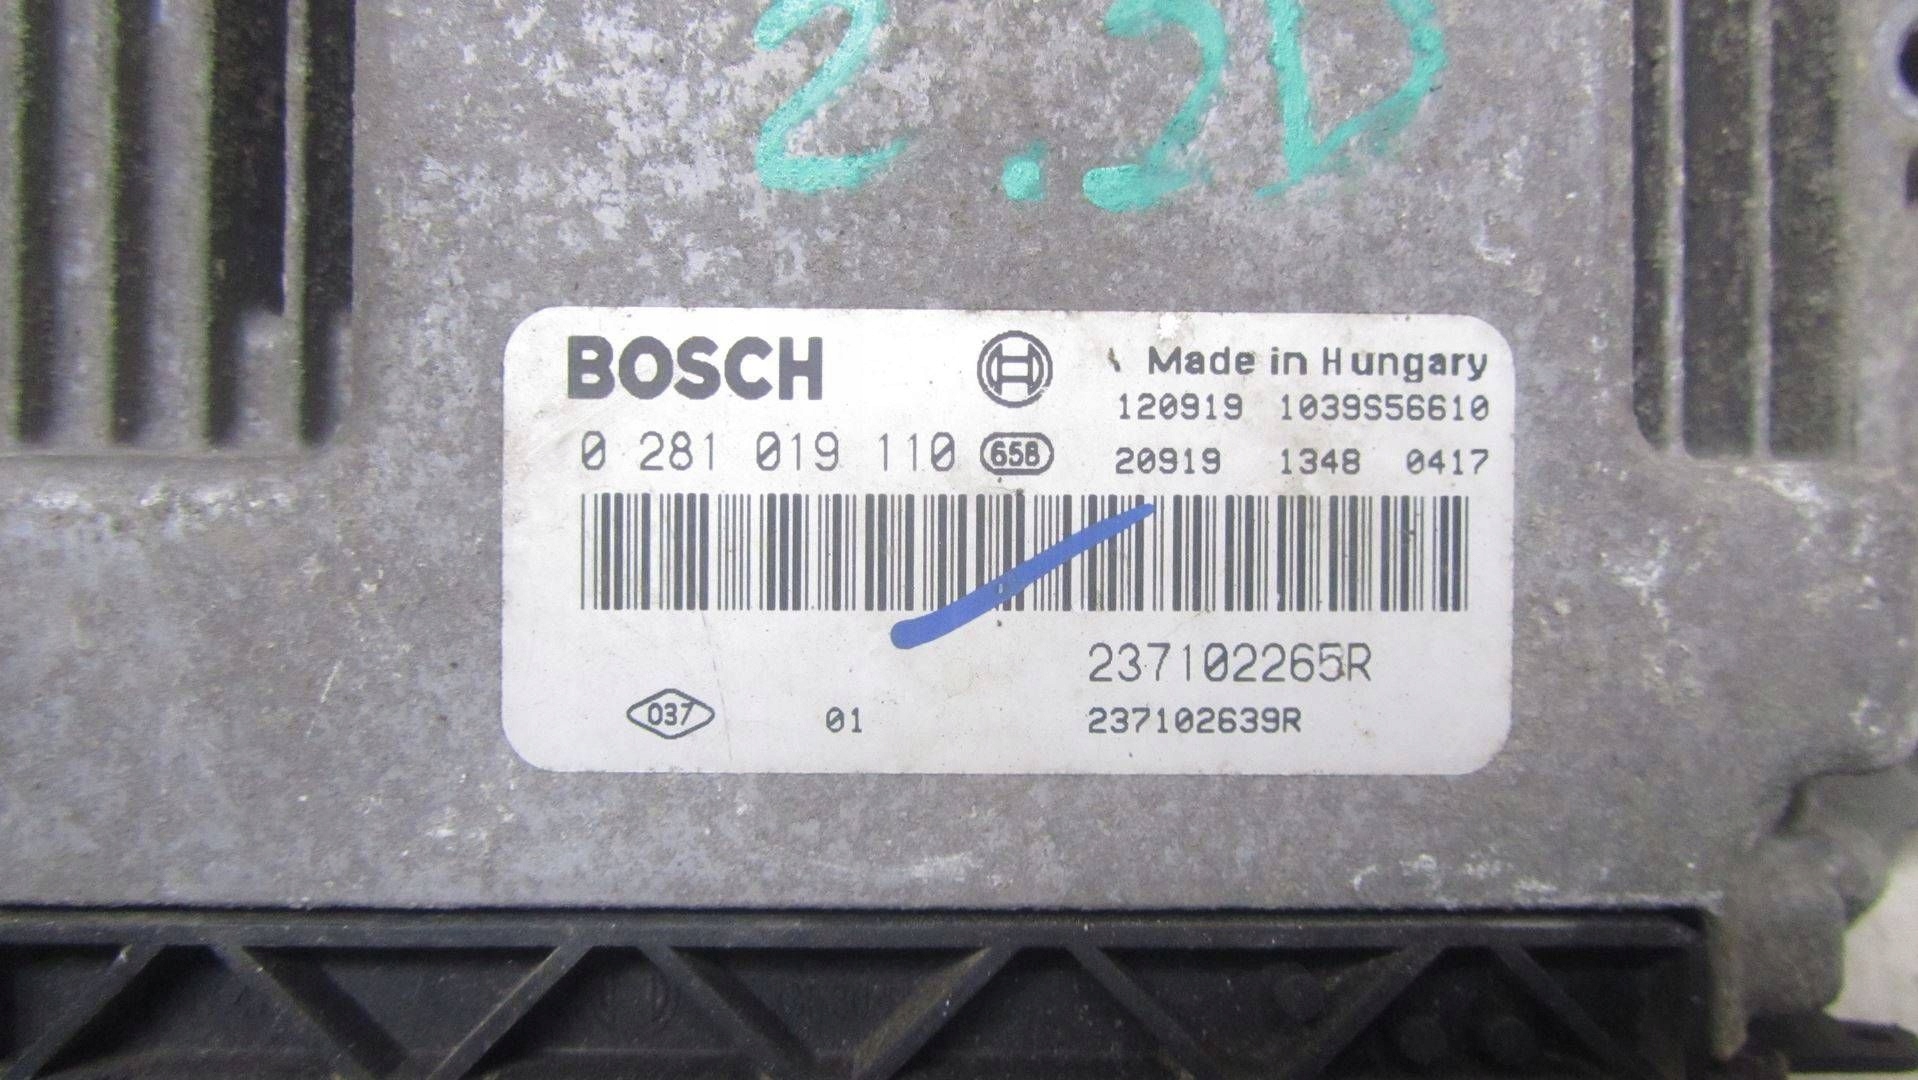 2.5D
BOSCH
Made in Hungary
120919 1039S56610
0 281 019 110 658 20919 1348 0417
237102265R
037 01 237102639R